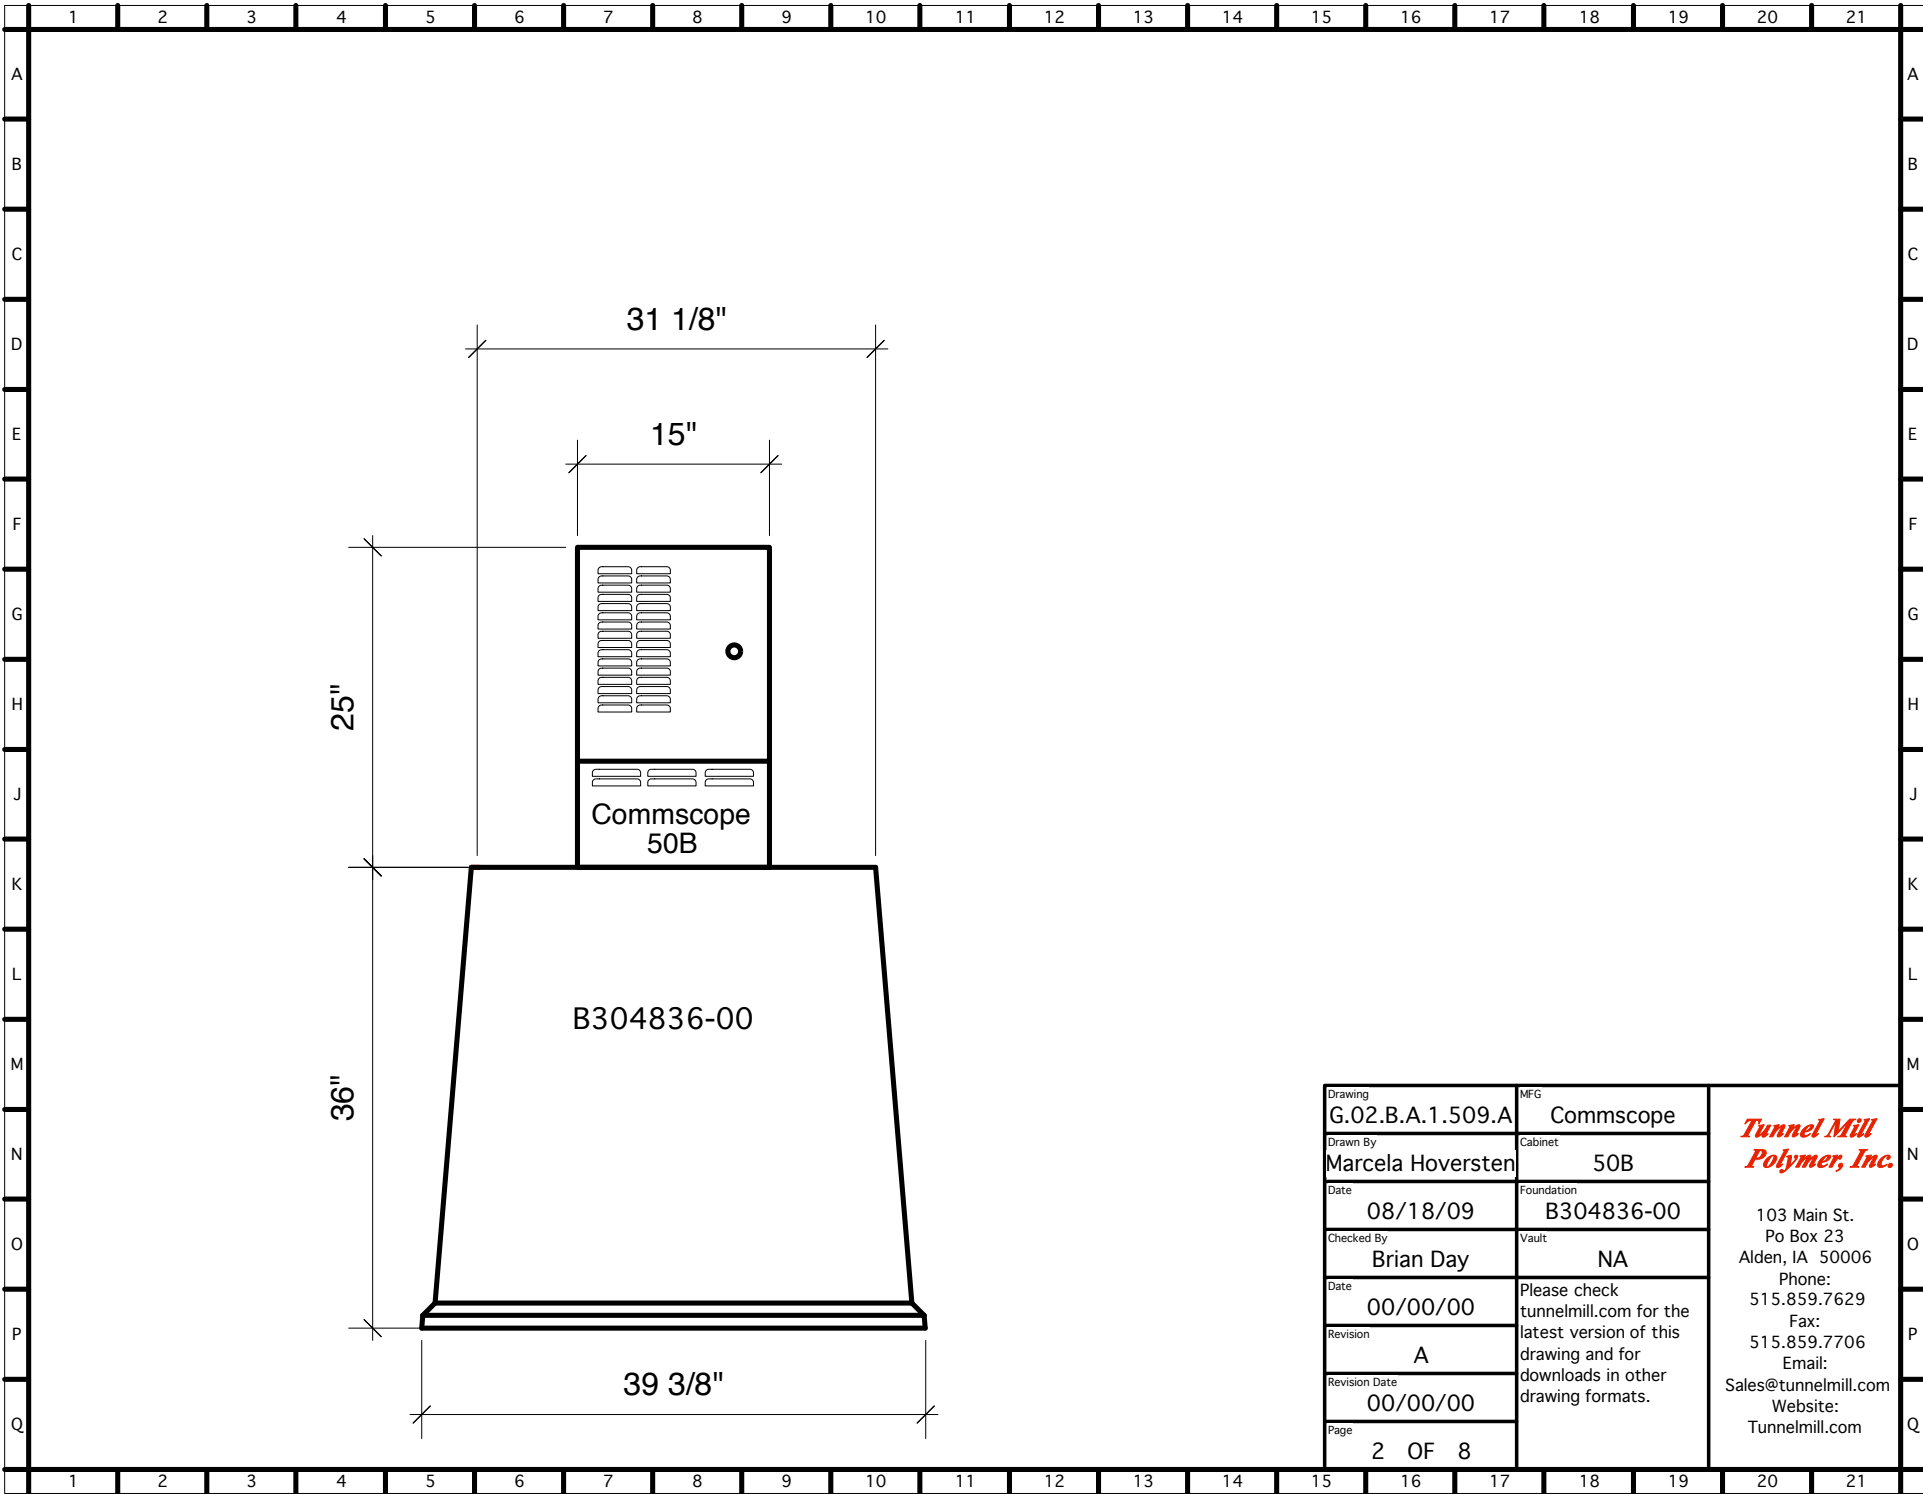 1 2 3 4 5 6 7 8 9 10 11 12 13 14 15 16 17 18 19 20 21
A A
B B
C C
D D
E E
F F
G G
H H
J J
K K
L L
M M
N N
O O
P P
Q Q
31 1/8"
15"
25"
Commscope
50B
B304836-00
36"
39 3/8"
Drawing
G.02.B.A.1.509.A
MFG
Commscope
Drawn By
Marcela Hoversten
Cabinet
50B
Date
08/18/09
Foundation
B304836-00
Checked By
Brian Day
Vault
NA
Date
00/00/00
Revision
A
Revision Date
00/00/00
Page
2 OF 8
Please check
tunnelmill.com for the
latest version of this
drawing and for
downloads in other
drawing formats.
Tunnel Mill
Polymer, Inc.
103 Main St.
Po Box 23
Alden, IA 50006
Phone:
515.859.7629
Fax:
515.859.7706
Email:
Sales@tunnelmill.com
Website:
Tunnelmill.com
1 2 3 4 5 6 7 8 9 10 11 12 13 14 15 16 17 18 19 20 21